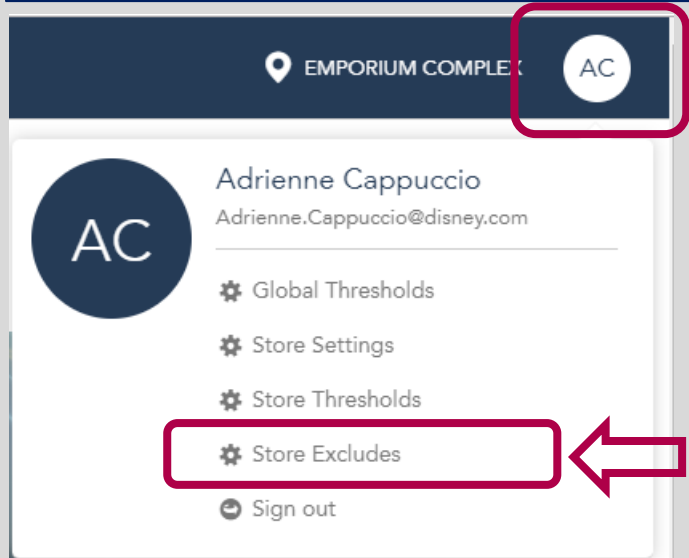 EMPORIUM COMPLEX
AC
AC
Adrienne Cappuccio
Adrienne.Cappuccio@disney.com
Global Thresholds
Store Settings
Store Thresholds
Store Excludes
Sign out